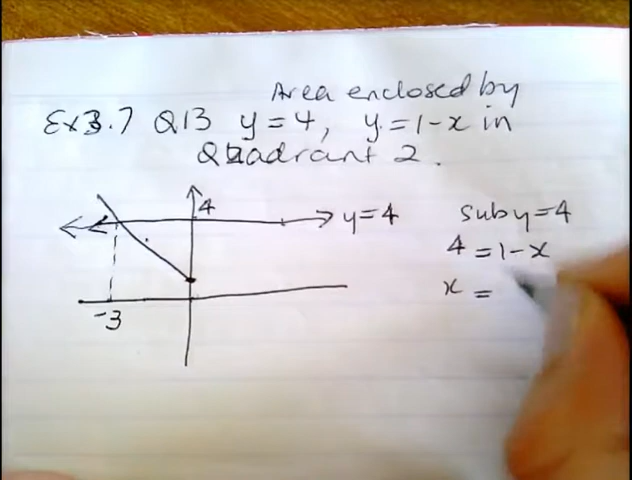 Area enclosed by
Ex3.7 Q13 y=4, y=1-x in
Quadrant 2.
4
y=4
sub y=4
4=1-x
x=
-3